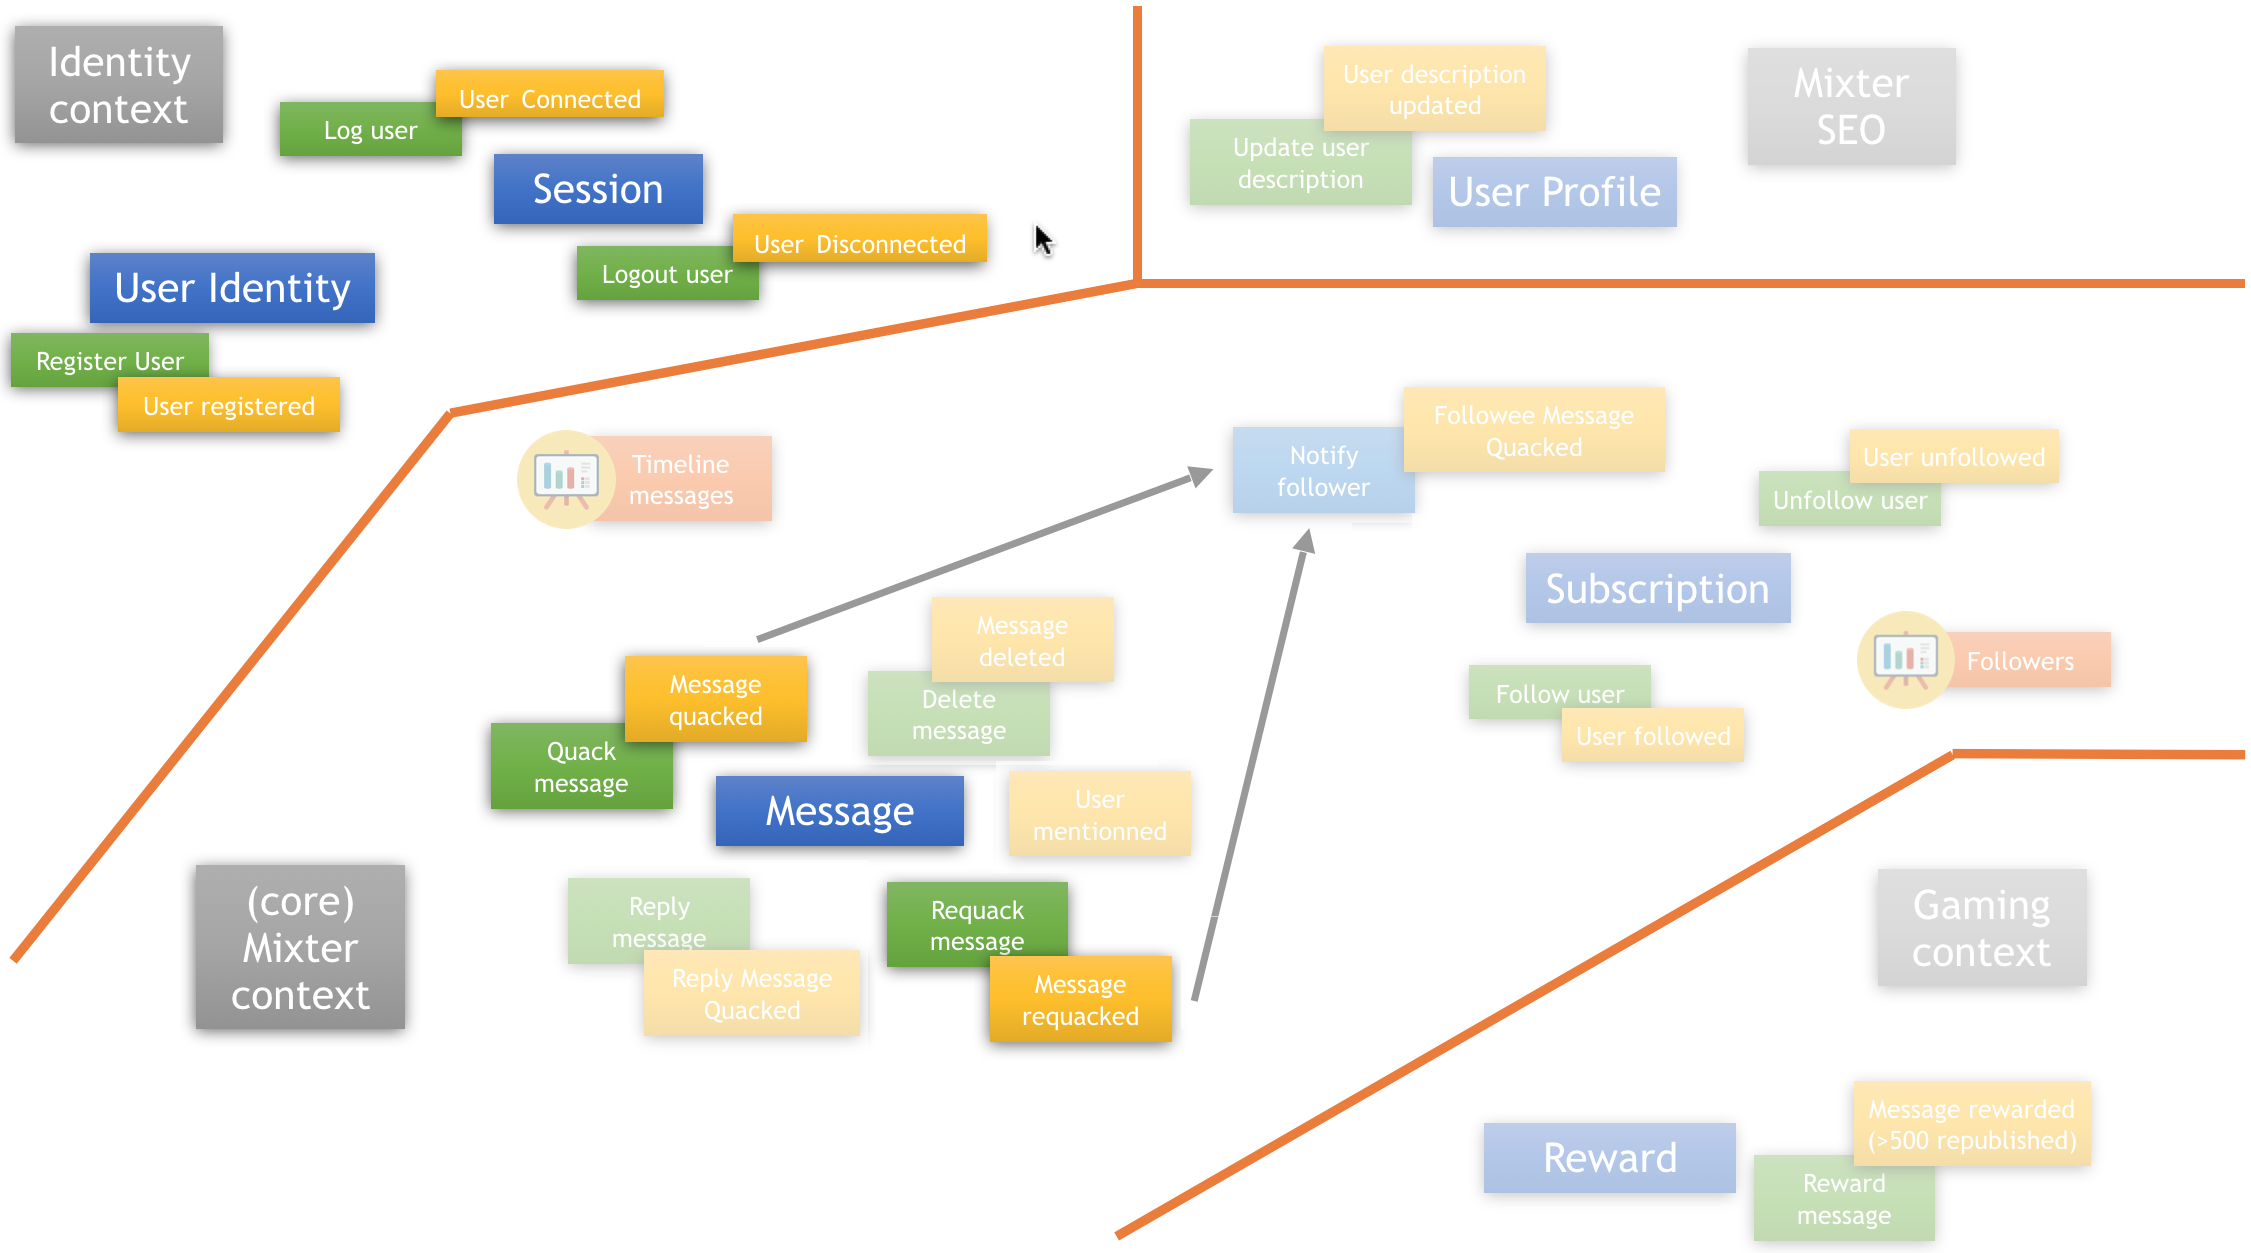 Identity
context
Log user
User Connected
Session
User Disconnected
Logout user
User Identity
Register User
User registered
User description
updated
Update user
description
User Profile
Mixter
SEO
Timeline
messages
Notify
follower
Followee Message
Quacked
User unfollowed
Unfollow user
Subscription
Followers
Follow user
User followed
Message
deleted
Delete
message
Message
quacked
Quack
message
Message
User
mentionned
Reply
message
Reply Message
Quacked
Requack
message
Message
requacked
(core)
Mixter
context
Gaming
context
Reward
Message rewarded
(>500 republished)
Reward
message